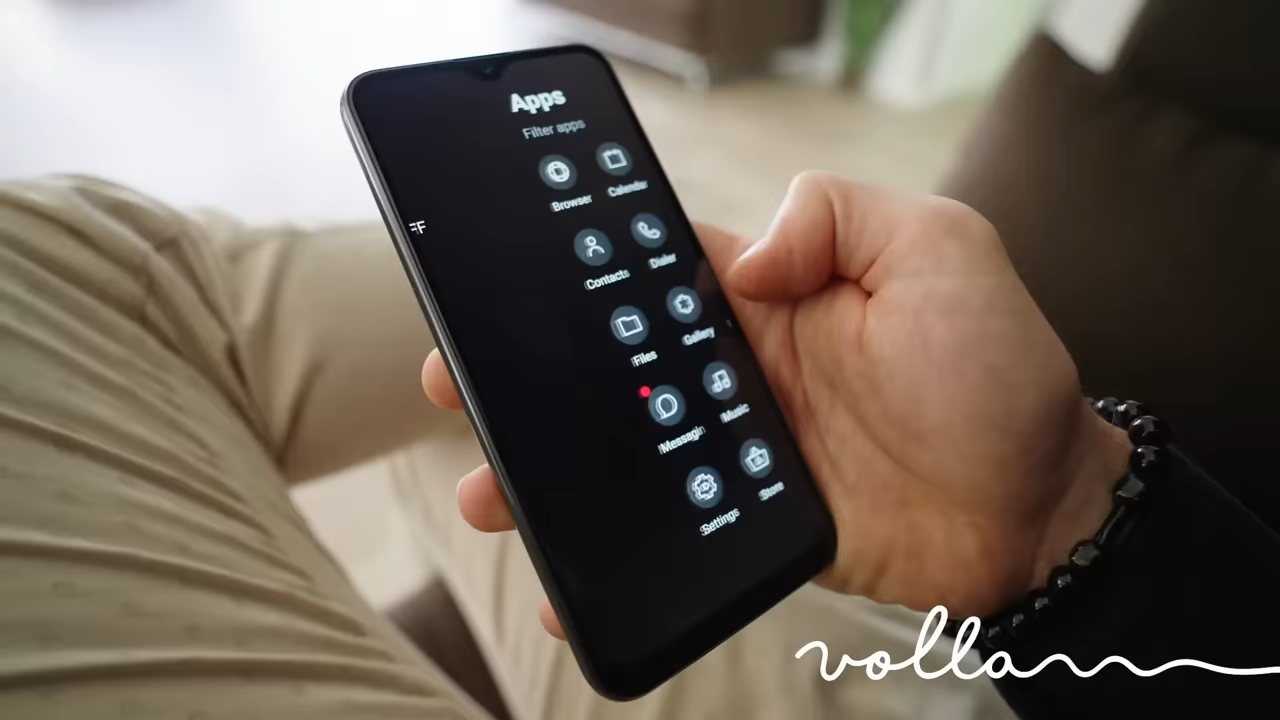 Apps
Filter apps
Browser
Calendar
Contacts
Dialer
Files
Gallery
Messagin
Music
Settings
Store
volla